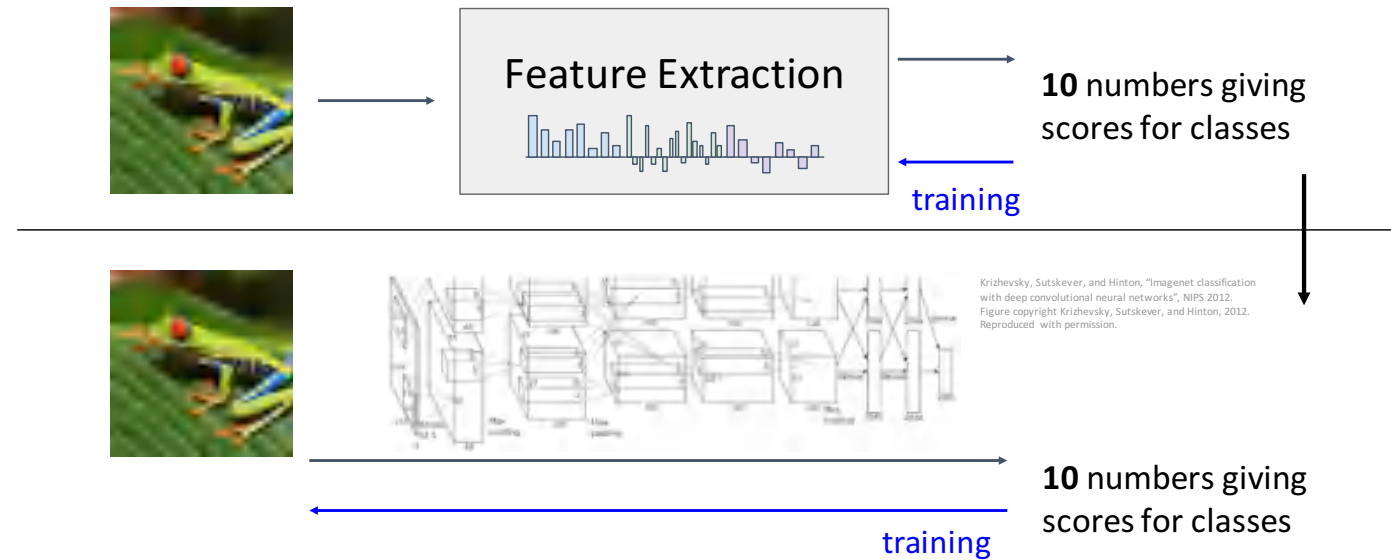 Feature Extraction
10 numbers giving
scores for classes
training
Krizhevsky, Sutskever, and Hinton, “Imagenet classification
with deep convolutional neural networks”, NIPS 2012.
Figure copyright Krizhevsky, Sutskever, and Hinton, 2012.
Reproduced with permission.
10 numbers giving
scores for classes
training